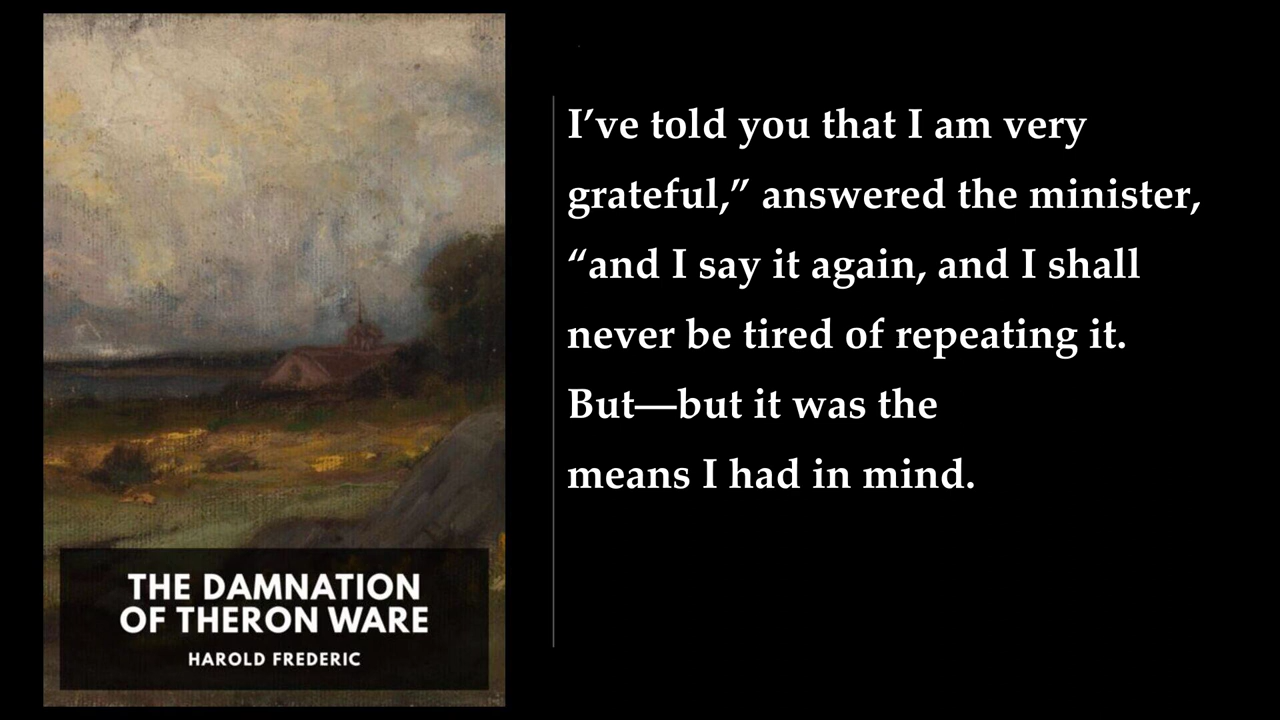 THE DAMNATION
OF THERON WARE
HAROLD FREDERIC
I’ve told you that I am very
grateful,” answered the minister,
“and I say it again, and I shall
never be tired of repeating it.
But—but it was the
means I had in mind.